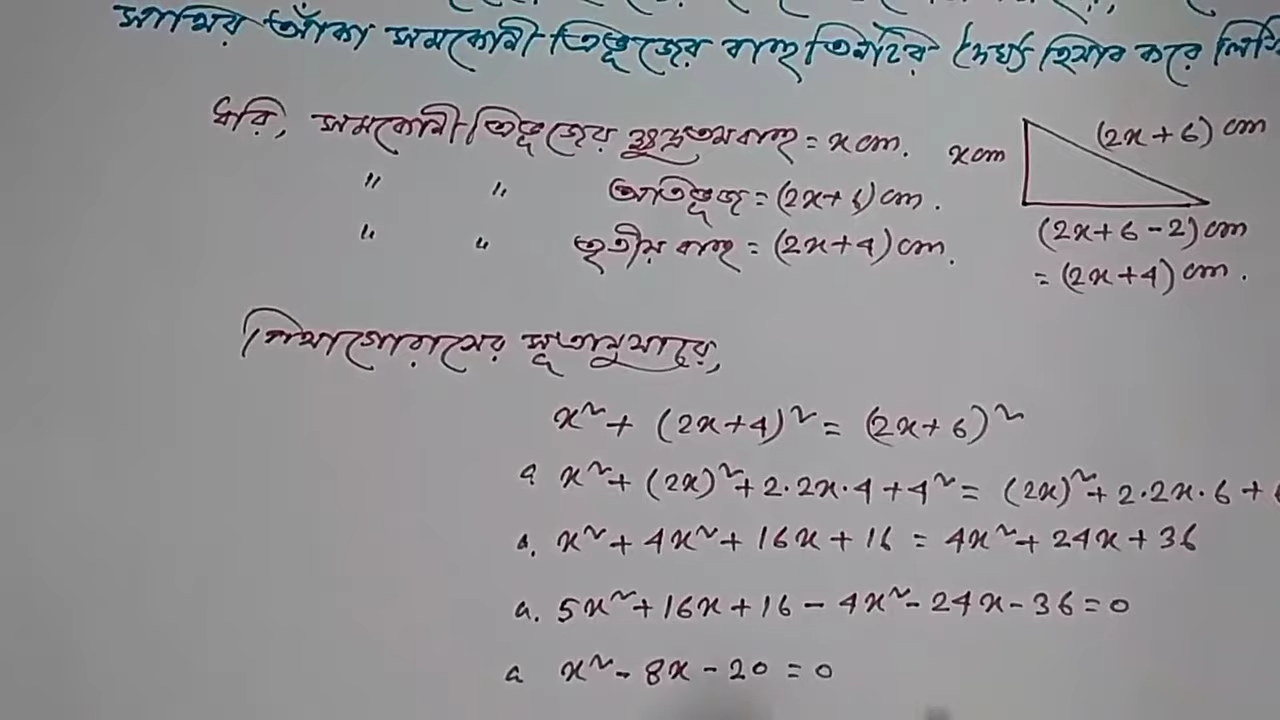 সামির আঁকা সমকোণী ত্রিভুজের বাহু তিনটির দৈর্ঘ্য হিসাব করে লিখি
ধরি, সমকোণী ত্রিভুজের ক্ষুদ্রতম বাহু = x cm.
x cm
(2x + 6) cm
" " অতিভুজ = (2x + 6) cm.
" " তৃতীয় বাহু = (2x + 4) cm.
(2x + 6 - 2) cm
= (2x + 4) cm.
পিথাগোরাসের সূত্রানুসারে,
x² + (2x + 4)² = (2x + 6)²
বা x² + (2x)² + 2·2x·4 + 4² = (2x)² + 2·2x·6 +
বা, x² + 4x² + 16x + 16 = 4x² + 24x + 36
বা, 5x² + 16x + 16 - 4x² - 24x - 36 = 0
বা x² - 8x - 20 = 0